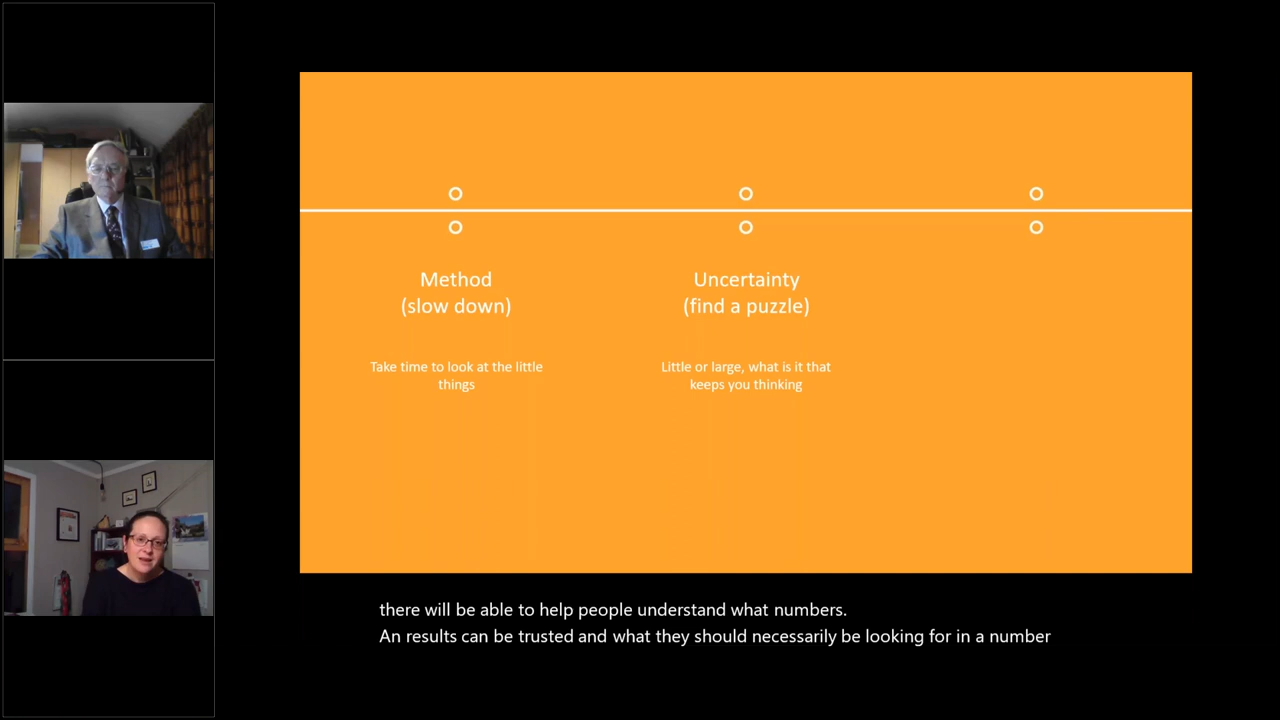 Method
(slow down)
Take time to look at the little
things
Uncertainty
(find a puzzle)
Little or large, what is it that
keeps you thinking
there will be able to help people understand what numbers.
An results can be trusted and what they should necessarily be looking for in a number